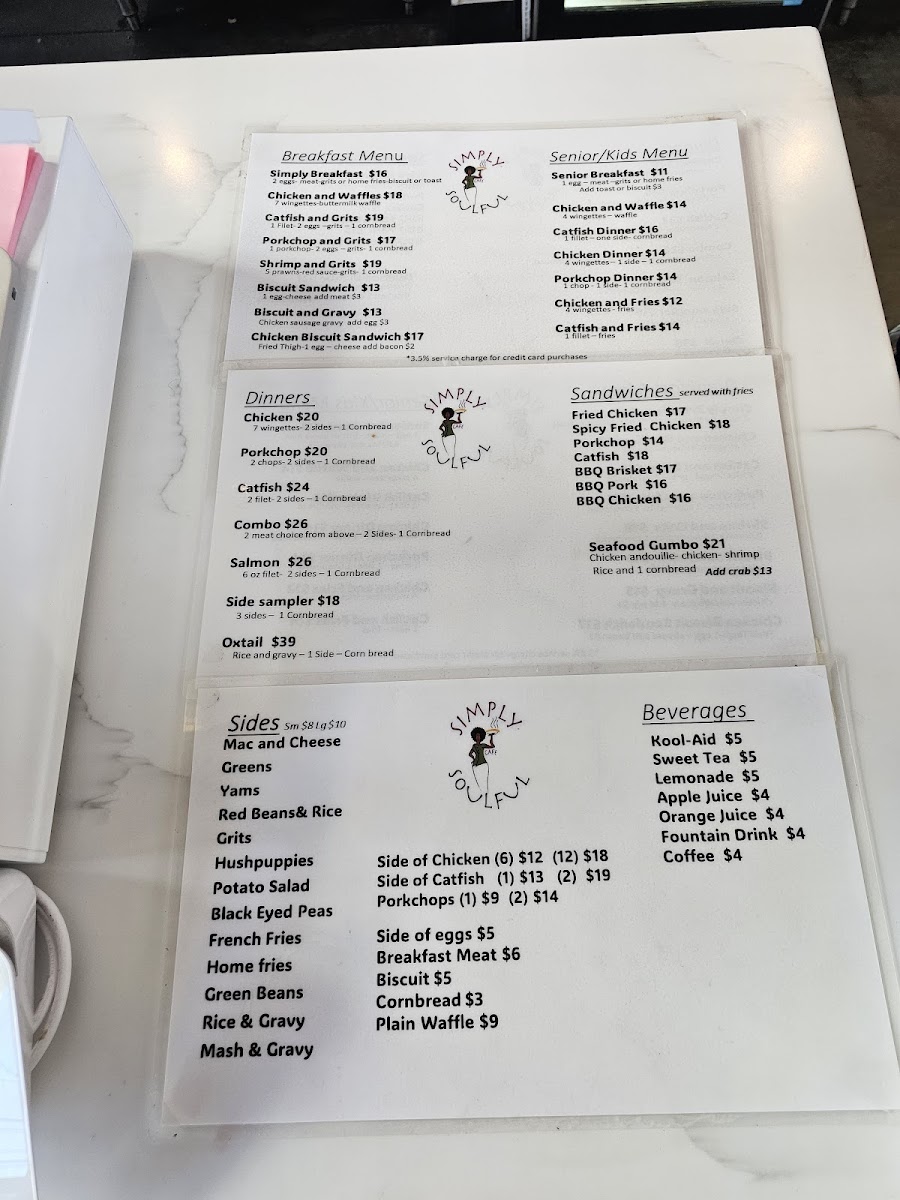 Breakfast Menu
Simply Breakfast $16
2 eggs- meat-grits or home fries-biscuit or toast
Chicken and Waffles $18
7 wingettes-buttermilk waffle
Catfish and Grits $19
1 Filet-2 eggs –grits – 1 cornbread
Porkchop and Grits $17
1 porkchop- 2 eggs – grits- 1 cornbread
Shrimp and Grits $19
5 prawns-red sauce-grits- 1 cornbread
Biscuit Sandwich $13
1 egg-cheese add meat $3
Biscuit and Gravy $13
Chicken sausage gravy add egg $3
Chicken Biscuit Sandwich $17
Fried Thigh-1 egg – cheese add bacon $2
SIMPLY
CAFE
SOULFUL
Senior/Kids Menu
Senior Breakfast $11
1 egg – meat –grits or home fries
Add toast or biscuit $3
Chicken and Waffle $14
4 wingettes – waffle
Catfish Dinner $16
1 fillet – one side- cornbread
Chicken Dinner $14
4 wingettes – 1 side – 1 cornbread
Porkchop Dinner $14
1 chop - 1 side- 1 cornbread
Chicken and Fries $12
4 wingettes - fries
Catfish and Fries $14
1 fillet – fries
*3.5% service charge for credit card purchases
Dinners
Chicken $20
7 wingettes- 2 sides – 1 Cornbread
Porkchop $20
2 chops- 2 sides – 1 Cornbread
Catfish $24
2 filet- 2 sides – 1 Cornbread
Combo $26
2 meat choice from above – 2 Sides- 1 Cornbread
Salmon $26
6 oz filet- 2 sides – 1 Cornbread
Side sampler $18
3 sides – 1 Cornbread
Oxtail $39
Rice and gravy – 1 Side – Corn bread
SIMPLY
CAFE
SOULFUL
Sandwiches served with fries
Fried Chicken $17
Spicy Fried Chicken $18
Porkchop $14
Catfish $18
BBQ Brisket $17
BBQ Pork $16
BBQ Chicken $16
Seafood Gumbo $21
Chicken andouille- chicken- shrimp
Rice and 1 cornbread Add crab $13
Sides Sm $8 Lg $10
Mac and Cheese
Greens
Yams
Red Beans& Rice
Grits
Hushpuppies
Potato Salad
Black Eyed Peas
French Fries
Home fries
Green Beans
Rice & Gravy
Mash & Gravy
SIMPLY
CAFE
SOULFUL
Side of Chicken (6) $12 (12) $18
Side of Catfish (1) $13 (2) $19
Porkchops (1) $9 (2) $14
Side of eggs $5
Breakfast Meat $6
Biscuit $5
Cornbread $3
Plain Waffle $9
Beverages
Kool-Aid $5
Sweet Tea $5
Lemonade $5
Apple Juice $4
Orange Juice $4
Fountain Drink $4
Coffee $4